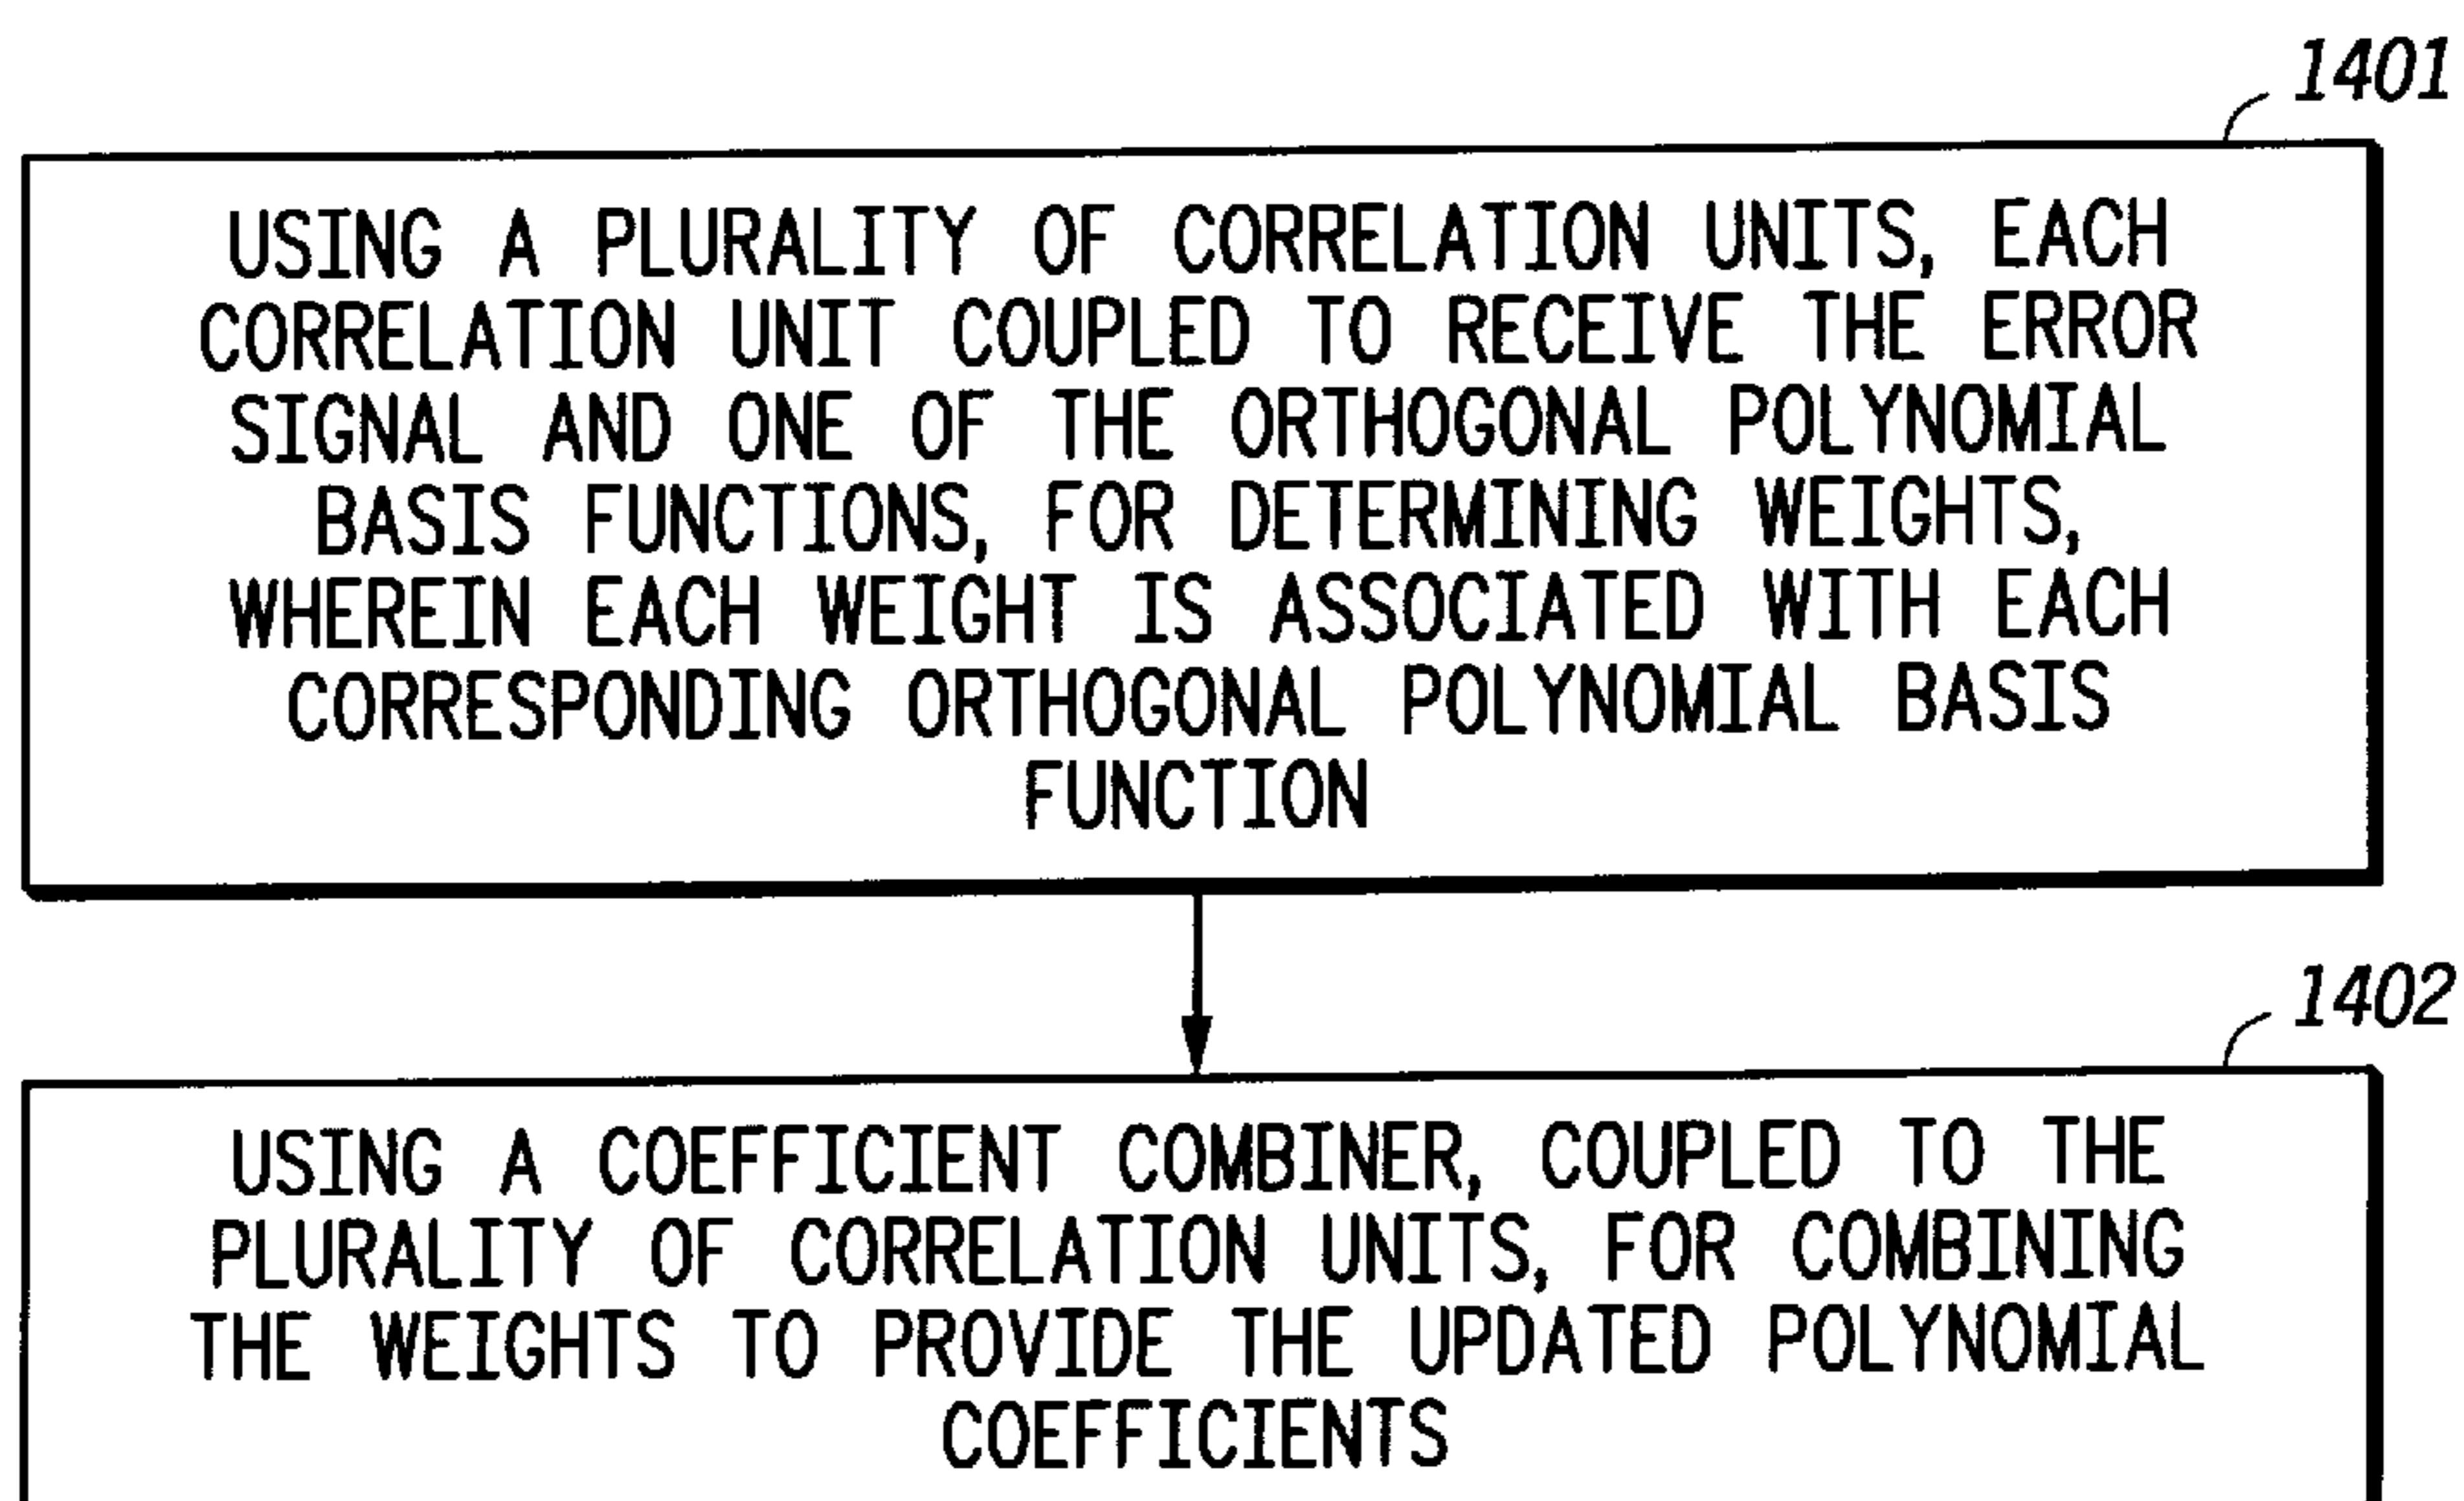 1401
USING A PLURALITY OF CORRELATION UNITS, EACH
CORRELATION UNIT COUPLED TO RECEIVE THE ERROR
SIGNAL AND ONE OF THE ORTHOGONAL POLYNOMIAL
BASIS FUNCTIONS, FOR DETERMINING WEIGHTS,
WHEREIN EACH WEIGHT IS ASSOCIATED WITH EACH
CORRESPONDING ORTHOGONAL POLYNOMIAL BASIS
FUNCTION
1402
USING A COEFFICIENT COMBINER, COUPLED TO THE
PLURALITY OF CORRELATION UNITS, FOR COMBINING
THE WEIGHTS TO PROVIDE THE UPDATED POLYNOMIAL
COEFFICIENTS